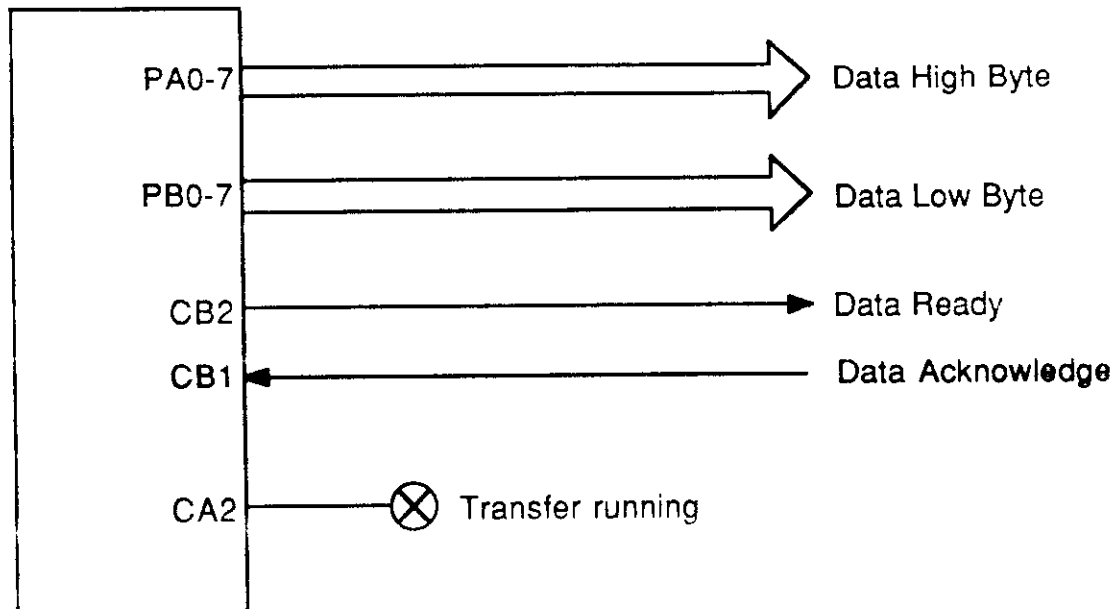 PA0-7 Data High Byte
PB0-7 Data Low Byte
CB2 Data Ready
CB1 Data Acknowledge
CA2 Transfer running